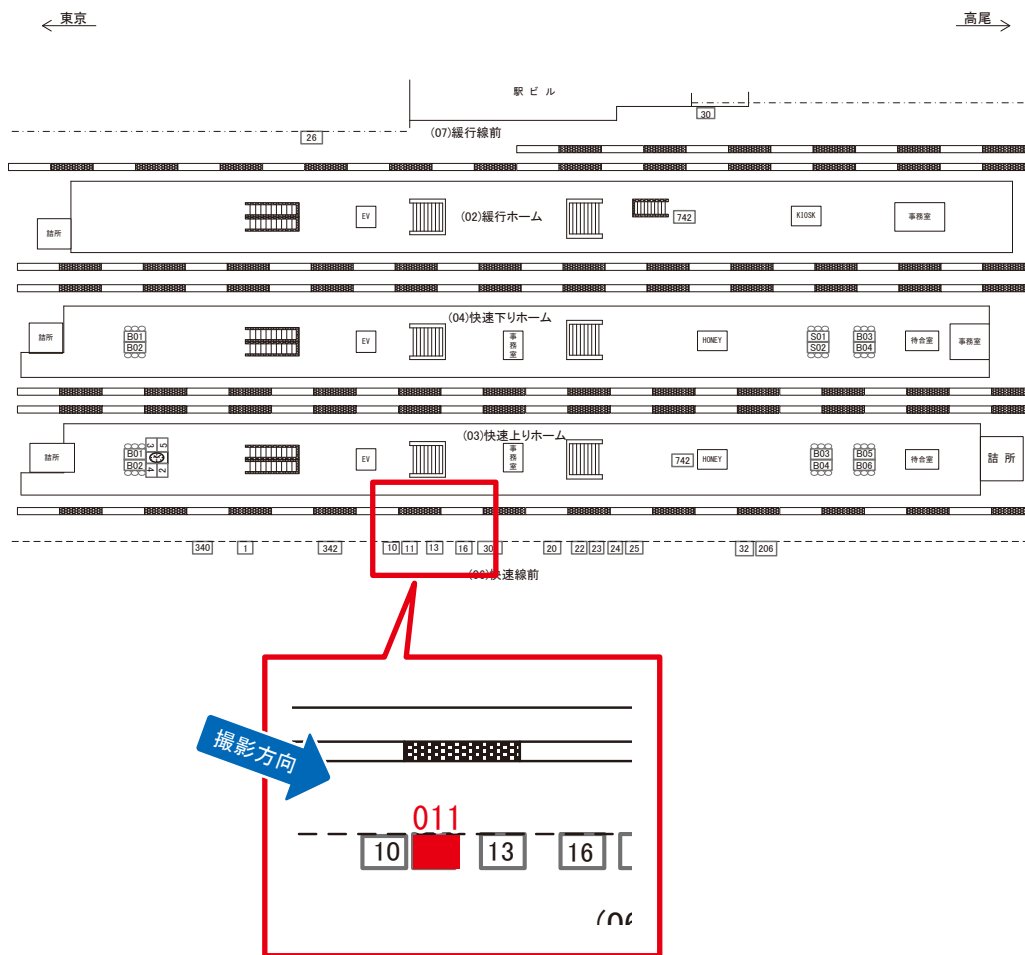 東京
高尾
駅ビル
30
26
(07)緩行線前
詰所
EV
(02)緩行ホーム
742
KIOSK
事務室
(04)快速下りホーム
詰所
B01
B02
EV
事務室
HONEY
S01
S02
B03
B04
待合室
事務室
(03)快速上りホーム
詰所
B01
B02
3 5
4 2
EV
事務室
742
HONEY
B03
B04
B05
B06
待合室
詰所
340
1
342
10
11
13
16
20
22
23
24
25
32
206
快速線前
撮影方向
011
10
13
16